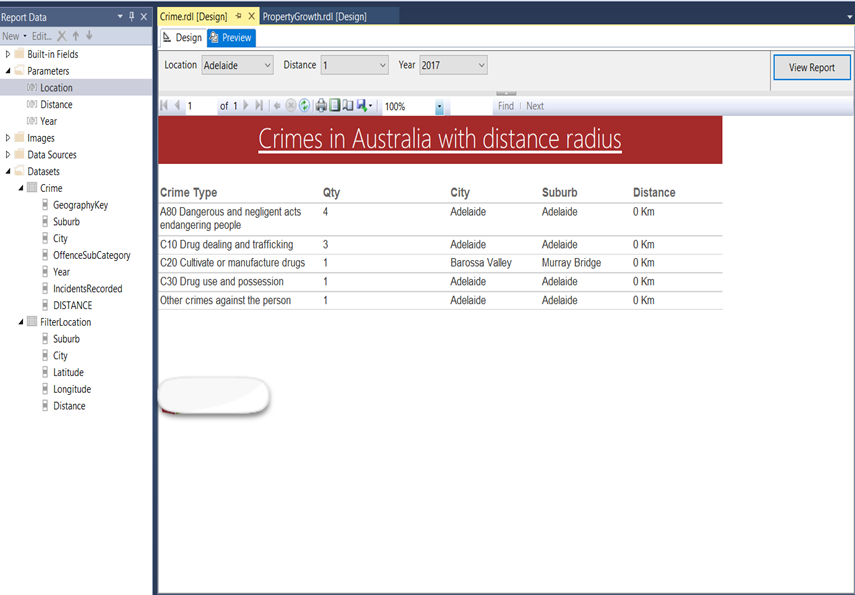 Report Data
New Edit...
Built-in Fields
Parameters
Location
Distance
Year
Images
Data Sources
Datasets
Crime
GeographyKey
Suburb
City
OffenceSubCategory
Year
IncidentsRecorded
DISTANCE
FilterLocation
Suburb
City
Latitude
Longitude
Distance
Crime.rdl [Design] PropertyGrowth.rdl [Design]
Design Preview
Location Adelaide Distance 1 Year 2017 View Report
1 of 1 100% Find | Next
Crimes in Australia with distance radius
Crime Type Qty City Suburb Distance
A80 Dangerous and negligent acts 4 Adelaide Adelaide 0 Km
endangering people
C10 Drug dealing and trafficking 3 Adelaide Adelaide 0 Km
C20 Cultivate or manufacture drugs 1 Barossa Valley Murray Bridge 0 Km
C30 Drug use and possession 1 Adelaide Adelaide 0 Km
Other crimes against the person 1 Adelaide Adelaide 0 Km